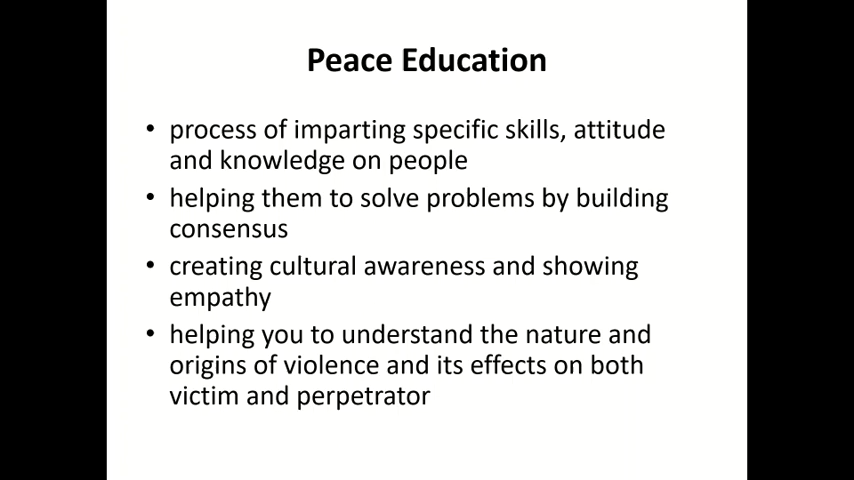 Peace Education
• process of imparting specific skills, attitude
and knowledge on people
• helping them to solve problems by building
consensus
• creating cultural awareness and showing
empathy
• helping you to understand the nature and
origins of violence and its effects on both
victim and perpetrator